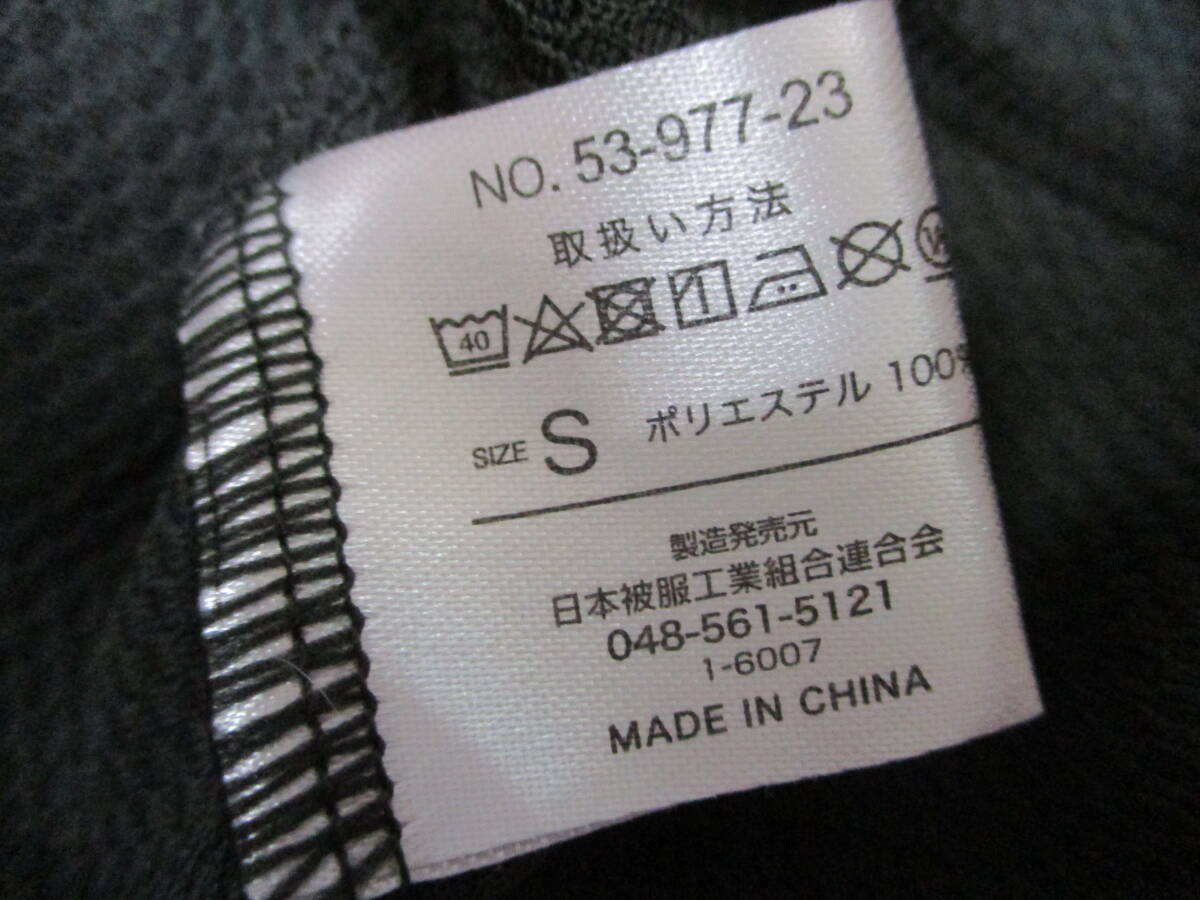 NO. 53-977-23
取扱い方法
40
SIZE S ポリエステル 100%
製造発売元
日本被服工業組合連合会
048-561-5121
1-6007
MADE IN CHINA